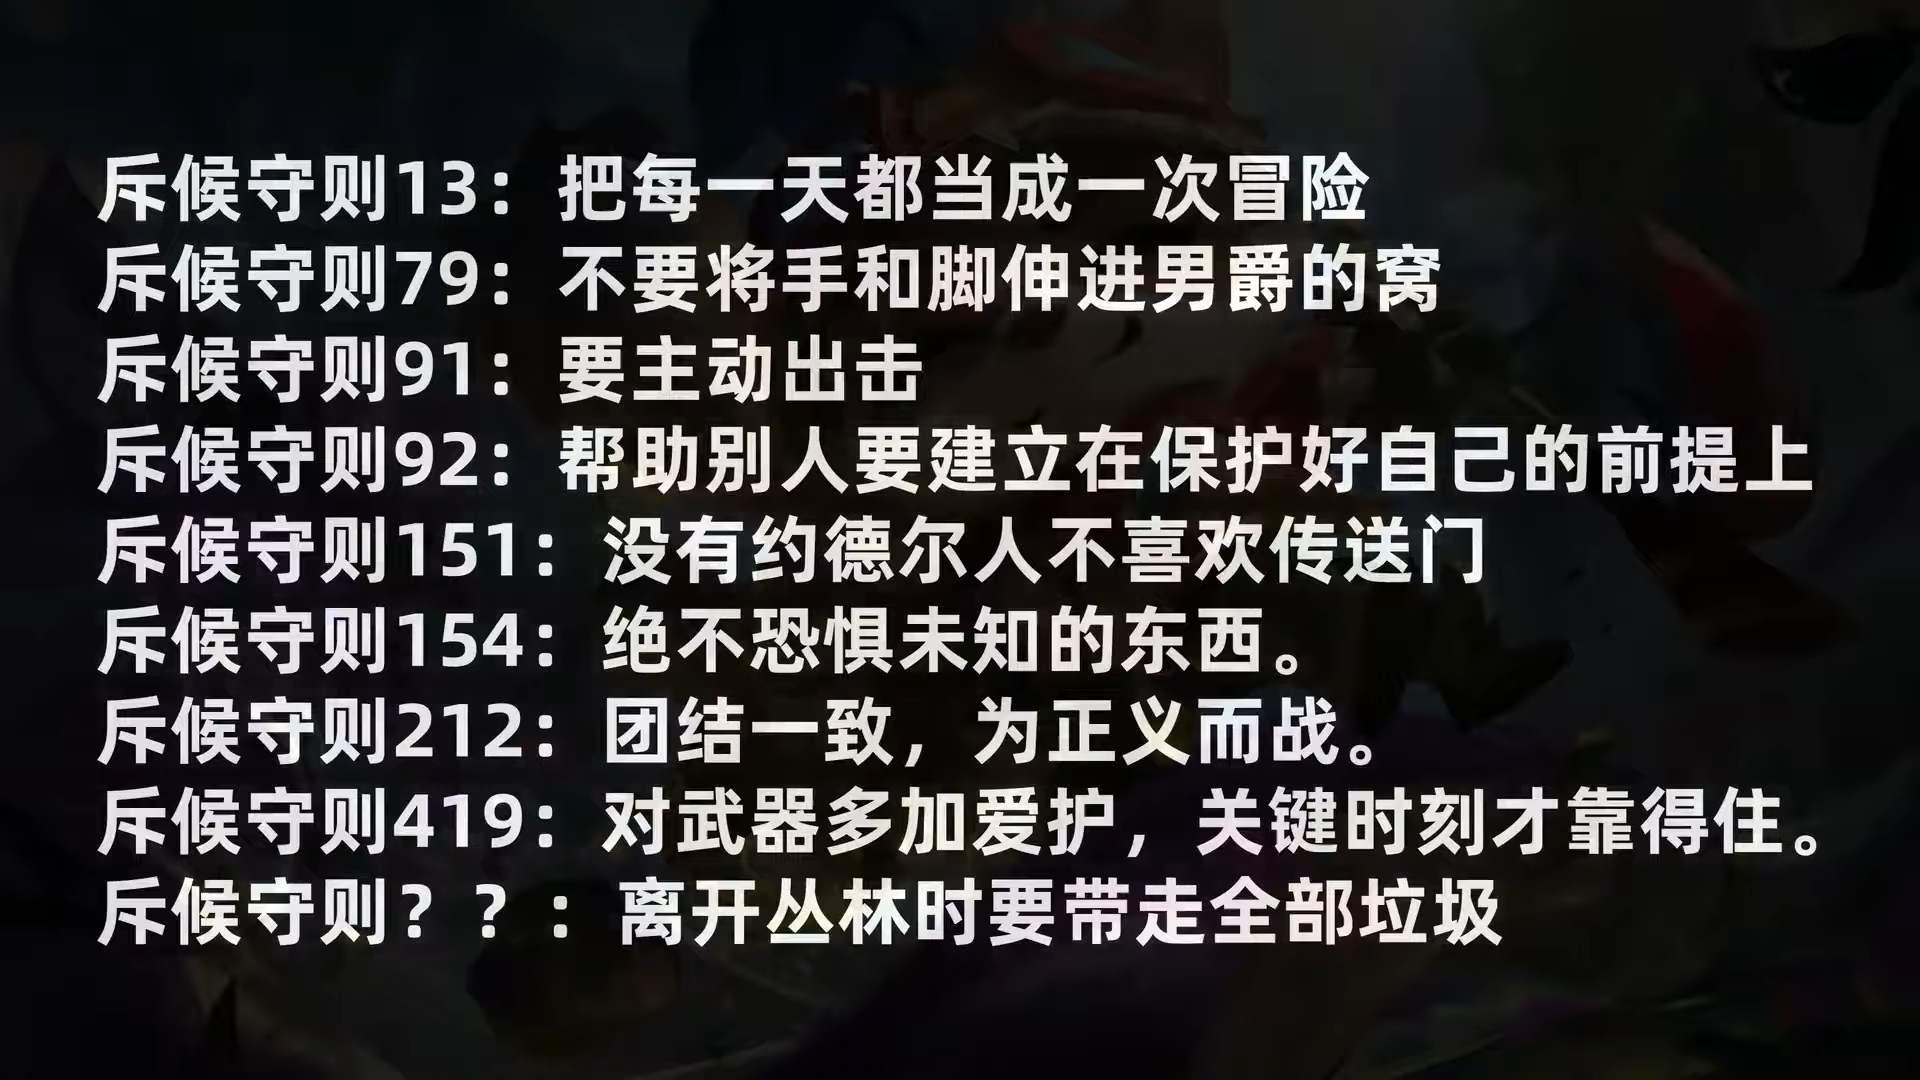 斥候守则13：把每一天都当成一次冒险
斥候守则79：不要将手和脚伸进男爵的窝
斥候守则91：要主动出击
斥候守则92：帮助别人要建立在保护好自己的前提上
斥候守则151：没有约德尔人不喜欢传送门
斥候守则154：绝不恐惧未知的东西。
斥候守则212：团结一致，为正义而战。
斥候守则419：对武器多加爱护，关键时刻才靠得住。
斥候守则？？：离开丛林时要带走全部垃圾